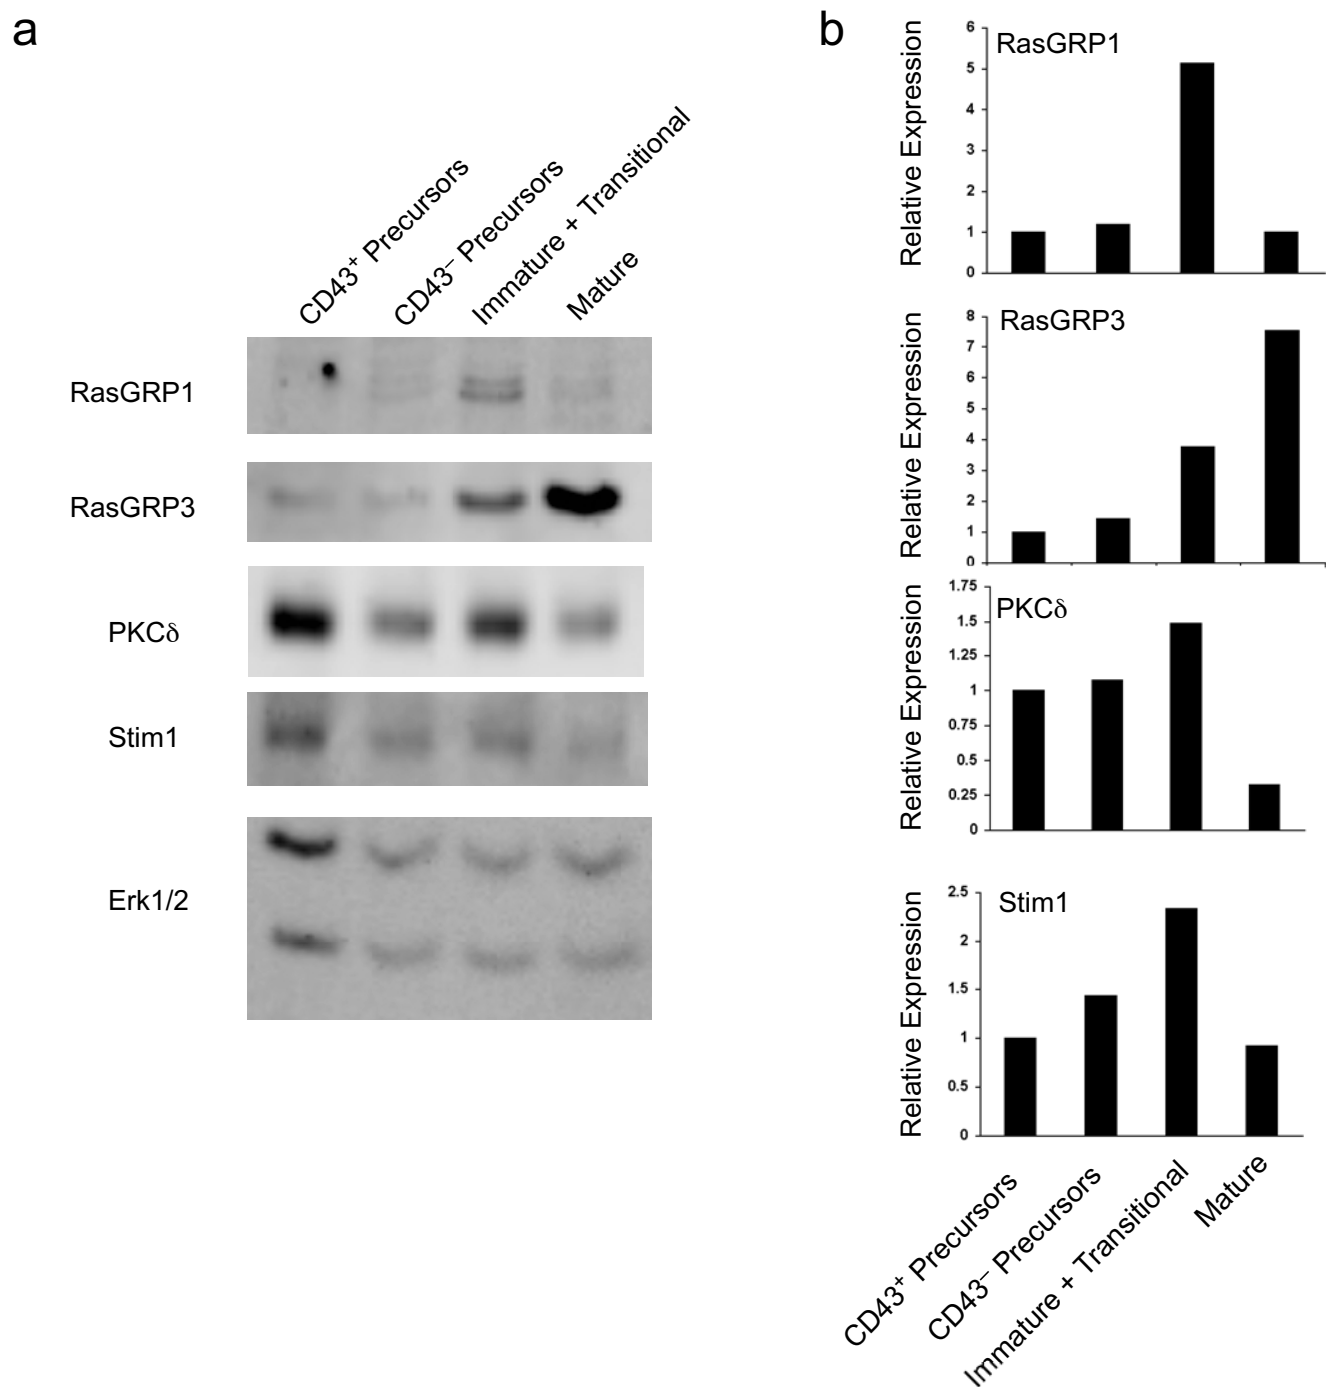 a
CD43⁺ Precursors
CD43⁻ Precursors
Immature + Transitional
Mature
RasGRP1
RasGRP3
PKCδ
Stim1
Erk1/2
b
RasGRP1
Relative Expression
6
5
4
3
2
1
0
RasGRP3
Relative Expression
8
7
6
5
4
3
2
1
0
PKCδ
Relative Expression
1.75
1.5
1.25
1
0.75
0.5
0.25
0
Stim1
Relative Expression
2.5
2
1.5
1
0.5
0
CD43⁺ Precursors
CD43⁻ Precursors
Immature + Transitional
Mature